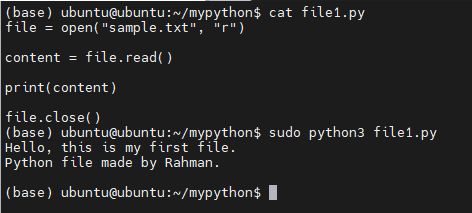 (base) ubuntu@ubuntu:~/mypython$ cat file1.py
file = open("sample.txt", "r")
content = file.read()
print(content)
file.close()
(base) ubuntu@ubuntu:~/mypython$ sudo python3 file1.py
Hello, this is my first file.
Python file made by Rahman.
(base) ubuntu@ubuntu:~/mypython$